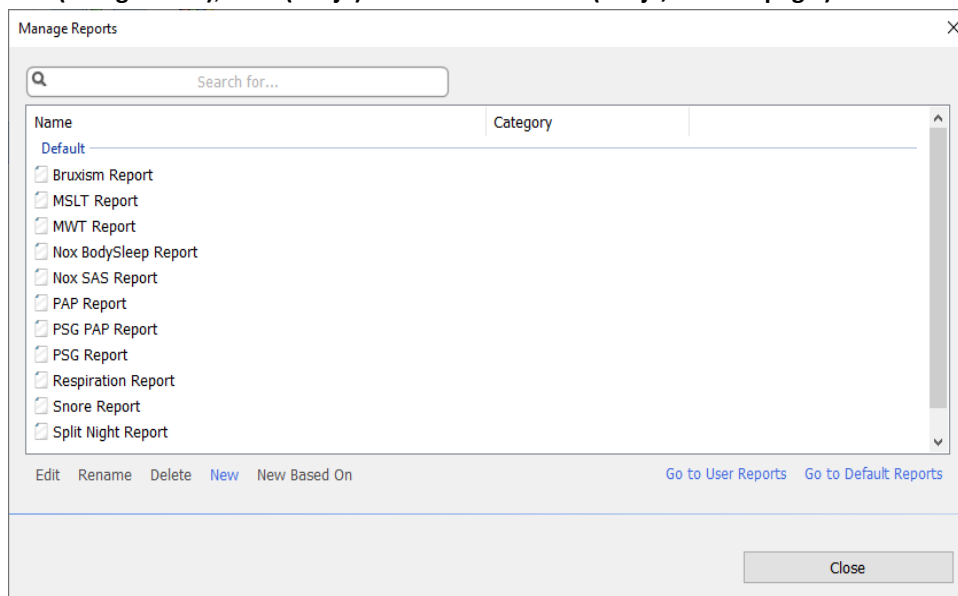 Manage Reports
Search for...
Name Category
Default
Bruxism Report
MSLT Report
MWT Report
Nox BodySleep Report
Nox SAS Report
PAP Report
PSG PAP Report
PSG Report
Respiration Report
Snore Report
Split Night Report
Edit Rename Delete New New Based On Go to User Reports Go to Default Reports
Close